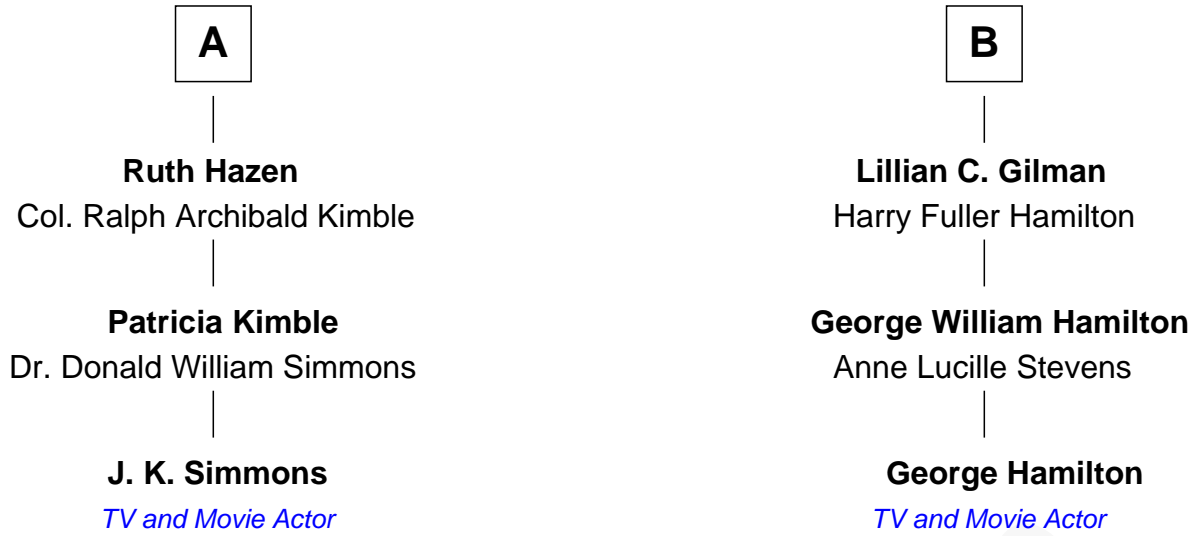 A
Ruth Hazen
Col. Ralph Archibald Kimble
Patricia Kimble
Dr. Donald William Simmons
J. K. Simmons
TV and Movie Actor
B
Lillian C. Gilman
Harry Fuller Hamilton
George William Hamilton
Anne Lucille Stevens
George Hamilton
TV and Movie Actor